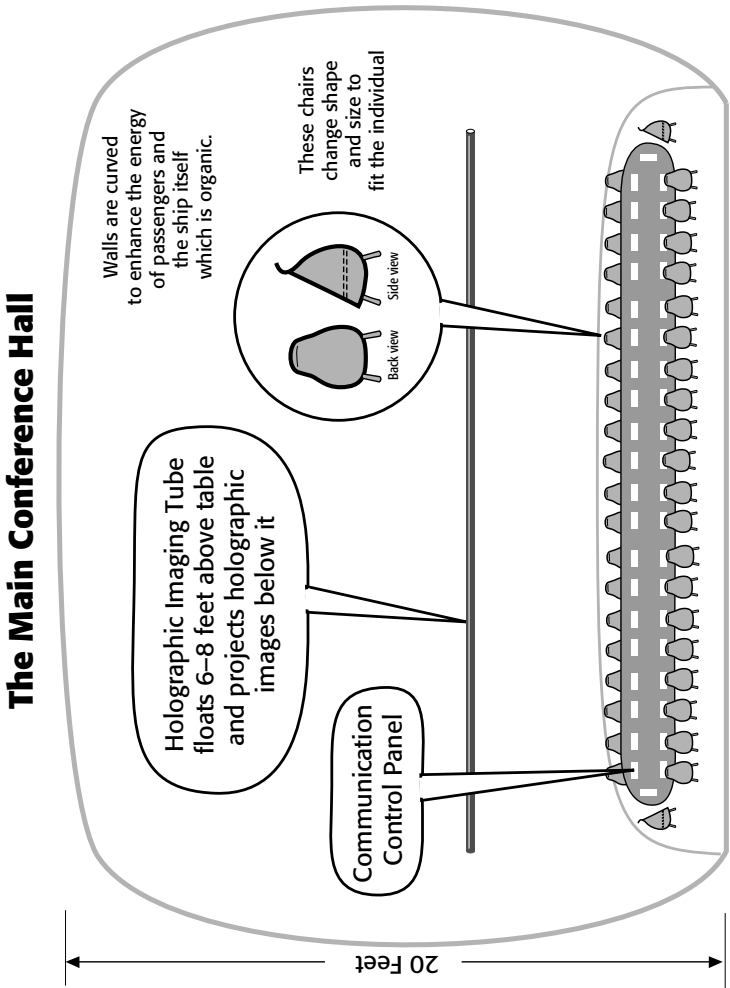 The Main Conference Hall
Walls are curved
to enhance the energy
of passengers and
the ship itself
which is organic.
These chairs
change shape
and size to
fit the individual
Back view
Side view
Holographic Imaging Tube
floats 6–8 feet above table
and projects holographic
images below it
Communication
Control Panel
20 Feet